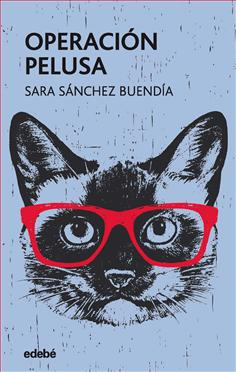 OPERACIÓN
PELUSA
SARA SÁNCHEZ BUENDÍA
edebé